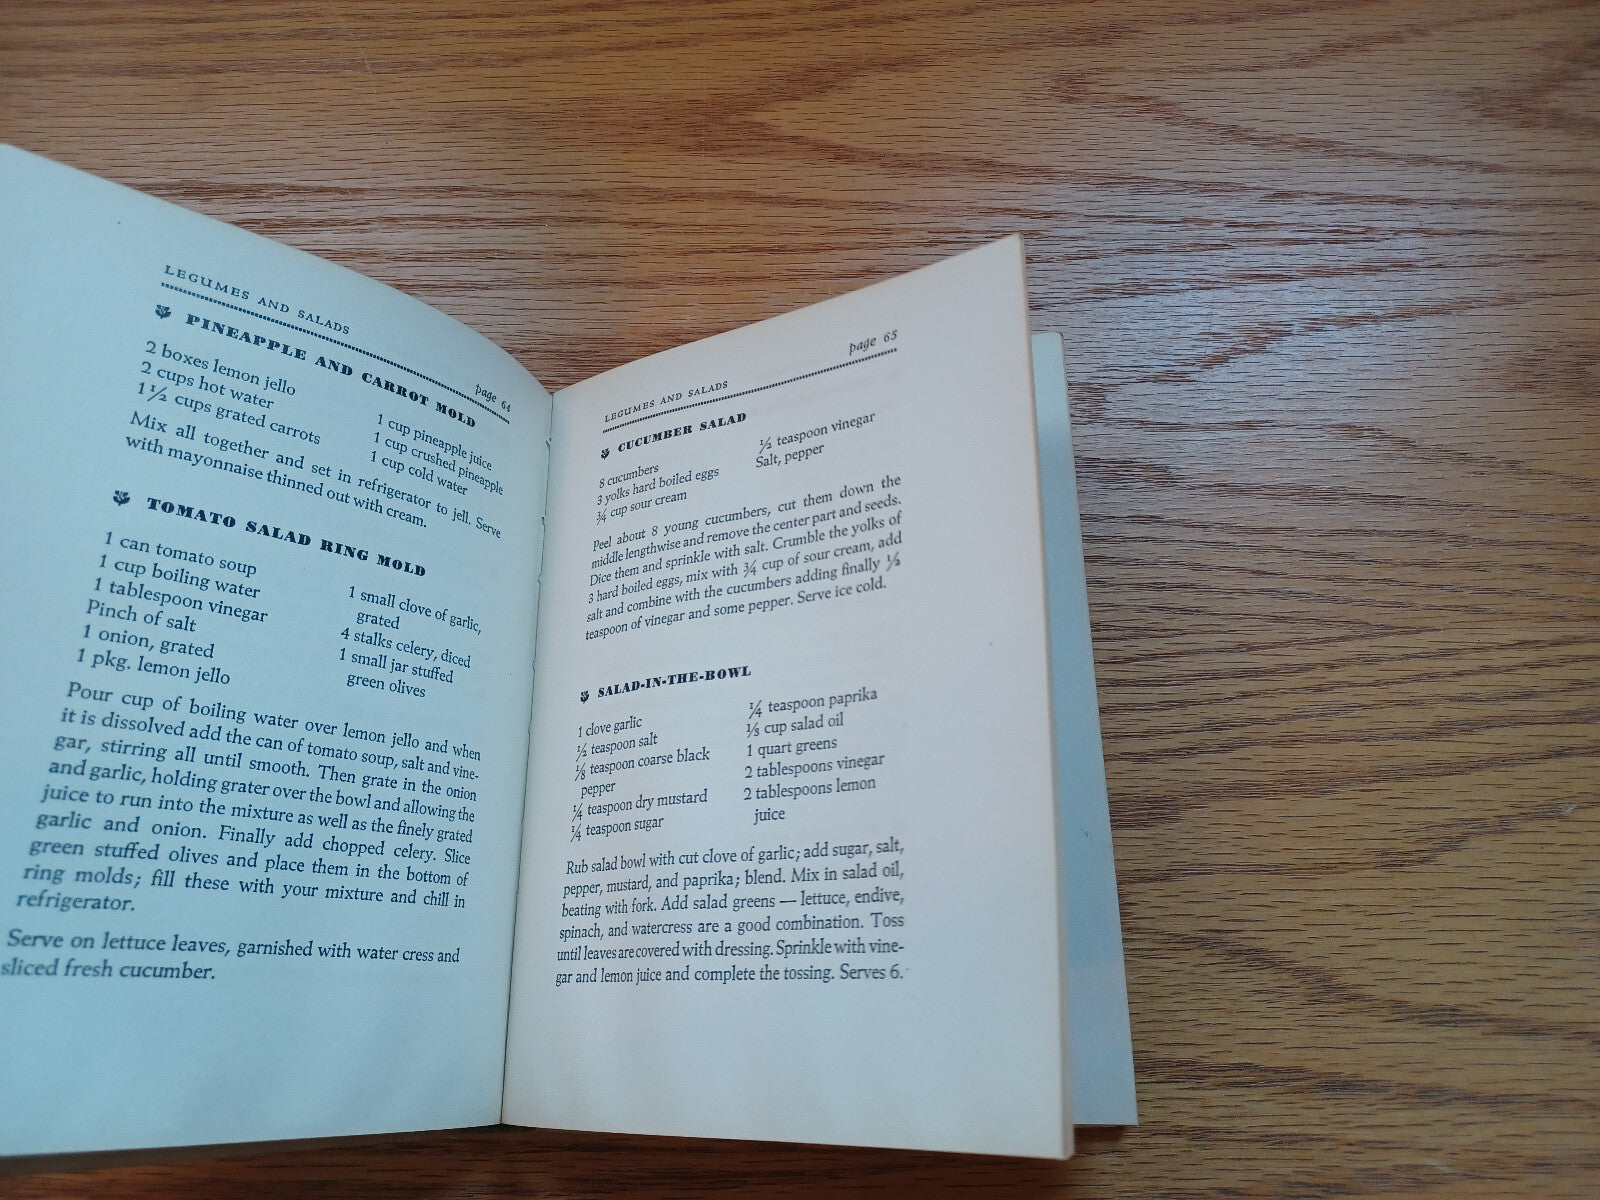 LEGUMES AND SALADS
page 64
PINEAPPLE AND CARROT MOLD
2 boxes lemon jello
2 cups hot water
1 ½ cups grated carrots
1 cup pineapple juice
1 cup crushed pineapple
1 cup cold water
Mix all together and set in refrigerator to jell. Serve
with mayonnaise thinned out with cream.
TOMATO SALAD RING MOLD
1 can tomato soup
1 cup boiling water
1 tablespoon vinegar
Pinch of salt
1 onion, grated
1 pkg. lemon jello
1 small clove of garlic,
grated
4 stalks celery, diced
1 small jar stuffed
green olives
Pour cup of boiling water over lemon jello and when
it is dissolved add the can of tomato soup, salt and vine-
gar, stirring all until smooth. Then grate in the onion
and garlic, holding grater over the bowl and allowing the
juice to run into the mixture as well as the finely grated
garlic and onion. Finally add chopped celery. Slice
green stuffed olives and place them in the bottom of
ring molds; fill these with your mixture and chill in
refrigerator.
Serve on lettuce leaves, garnished with water cress and
sliced fresh cucumber.
page 65
LEGUMES AND SALADS
CUCUMBER SALAD
8 cucumbers
3 yolks hard boiled eggs
¾ cup sour cream
½ teaspoon vinegar
Salt, pepper
Peel about 8 young cucumbers, cut them down the
middle lengthwise and remove the center part and seeds.
Dice them and sprinkle with salt. Crumble the yolks of
3 hard boiled eggs, mix with ¾ cup of sour cream, add
salt and combine with the cucumbers adding finally ½
teaspoon of vinegar and some pepper. Serve ice cold.
SALAD-IN-THE-BOWL
1 clove garlic
½ teaspoon salt
⅛ teaspoon coarse black
pepper
¼ teaspoon dry mustard
¼ teaspoon sugar
¼ teaspoon paprika
⅓ cup salad oil
1 quart greens
2 tablespoons vinegar
2 tablespoons lemon
juice
Rub salad bowl with cut clove of garlic; add sugar, salt,
pepper, mustard, and paprika; blend. Mix in salad oil,
beating with fork. Add salad greens — lettuce, endive,
spinach, and watercress are a good combination. Toss
until leaves are covered with dressing. Sprinkle with vine-
gar and lemon juice and complete the tossing. Serves 6.